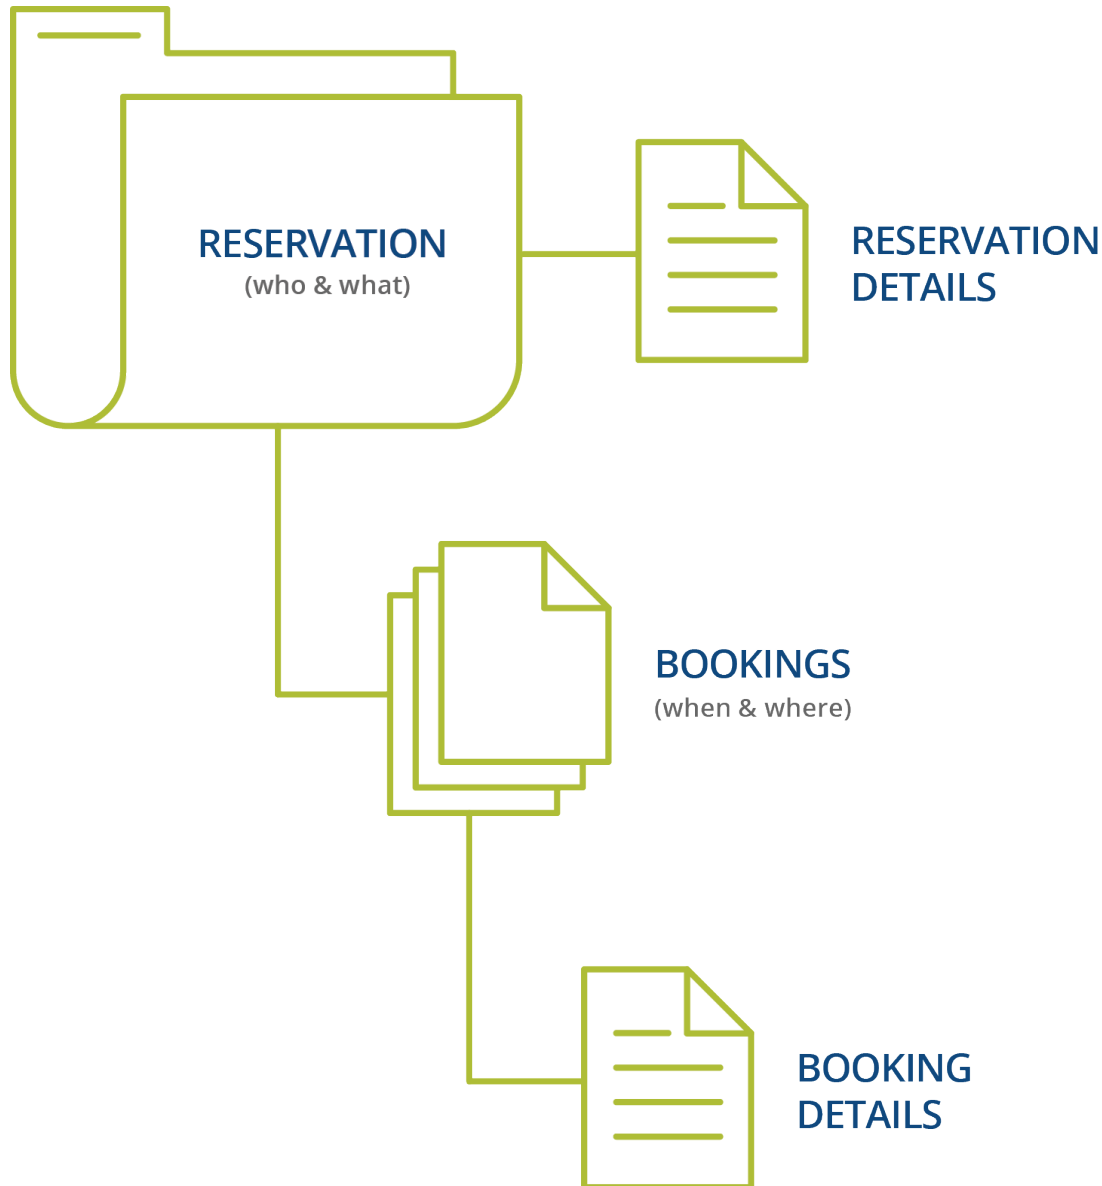 RESERVATION
(who & what)
RESERVATION
DETAILS
BOOKINGS
(when & where)
BOOKING
DETAILS